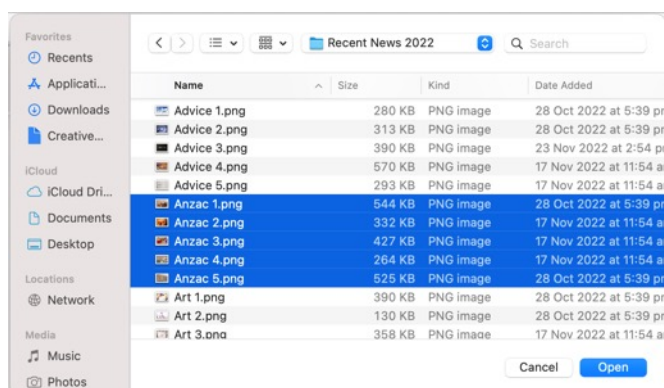 Favorites
Recents
Applicati...
Downloads
Creative...
iCloud
iCloud Dri...
Documents
Desktop
Locations
Network
Media
Music
Photos
Recent News 2022
Search
Name Size Kind Date Added
Advice 1.png 280 KB PNG image 28 Oct 2022 at 5:39 pr
Advice 2.png 313 KB PNG image 28 Oct 2022 at 5:39 pr
Advice 3.png 390 KB PNG image 23 Nov 2022 at 2:54 p
Advice 4.png 570 KB PNG image 17 Nov 2022 at 11:54 a
Advice 5.png 293 KB PNG image 17 Nov 2022 at 11:54 a
Anzac 1.png 544 KB PNG image 28 Oct 2022 at 5:39 pr
Anzac 2.png 332 KB PNG image 17 Nov 2022 at 11:54 a
Anzac 3.png 427 KB PNG image 17 Nov 2022 at 11:54 a
Anzac 4.png 264 KB PNG image 17 Nov 2022 at 11:54 a
Anzac 5.png 525 KB PNG image 28 Oct 2022 at 5:39 pr
Art 1.png 390 KB PNG image 28 Oct 2022 at 5:39 pr
Art 2.png 130 KB PNG image 28 Oct 2022 at 5:39 pr
Art 3.png 358 KB PNG image 17 Nov 2022 at 11:54 a
Cancel Open